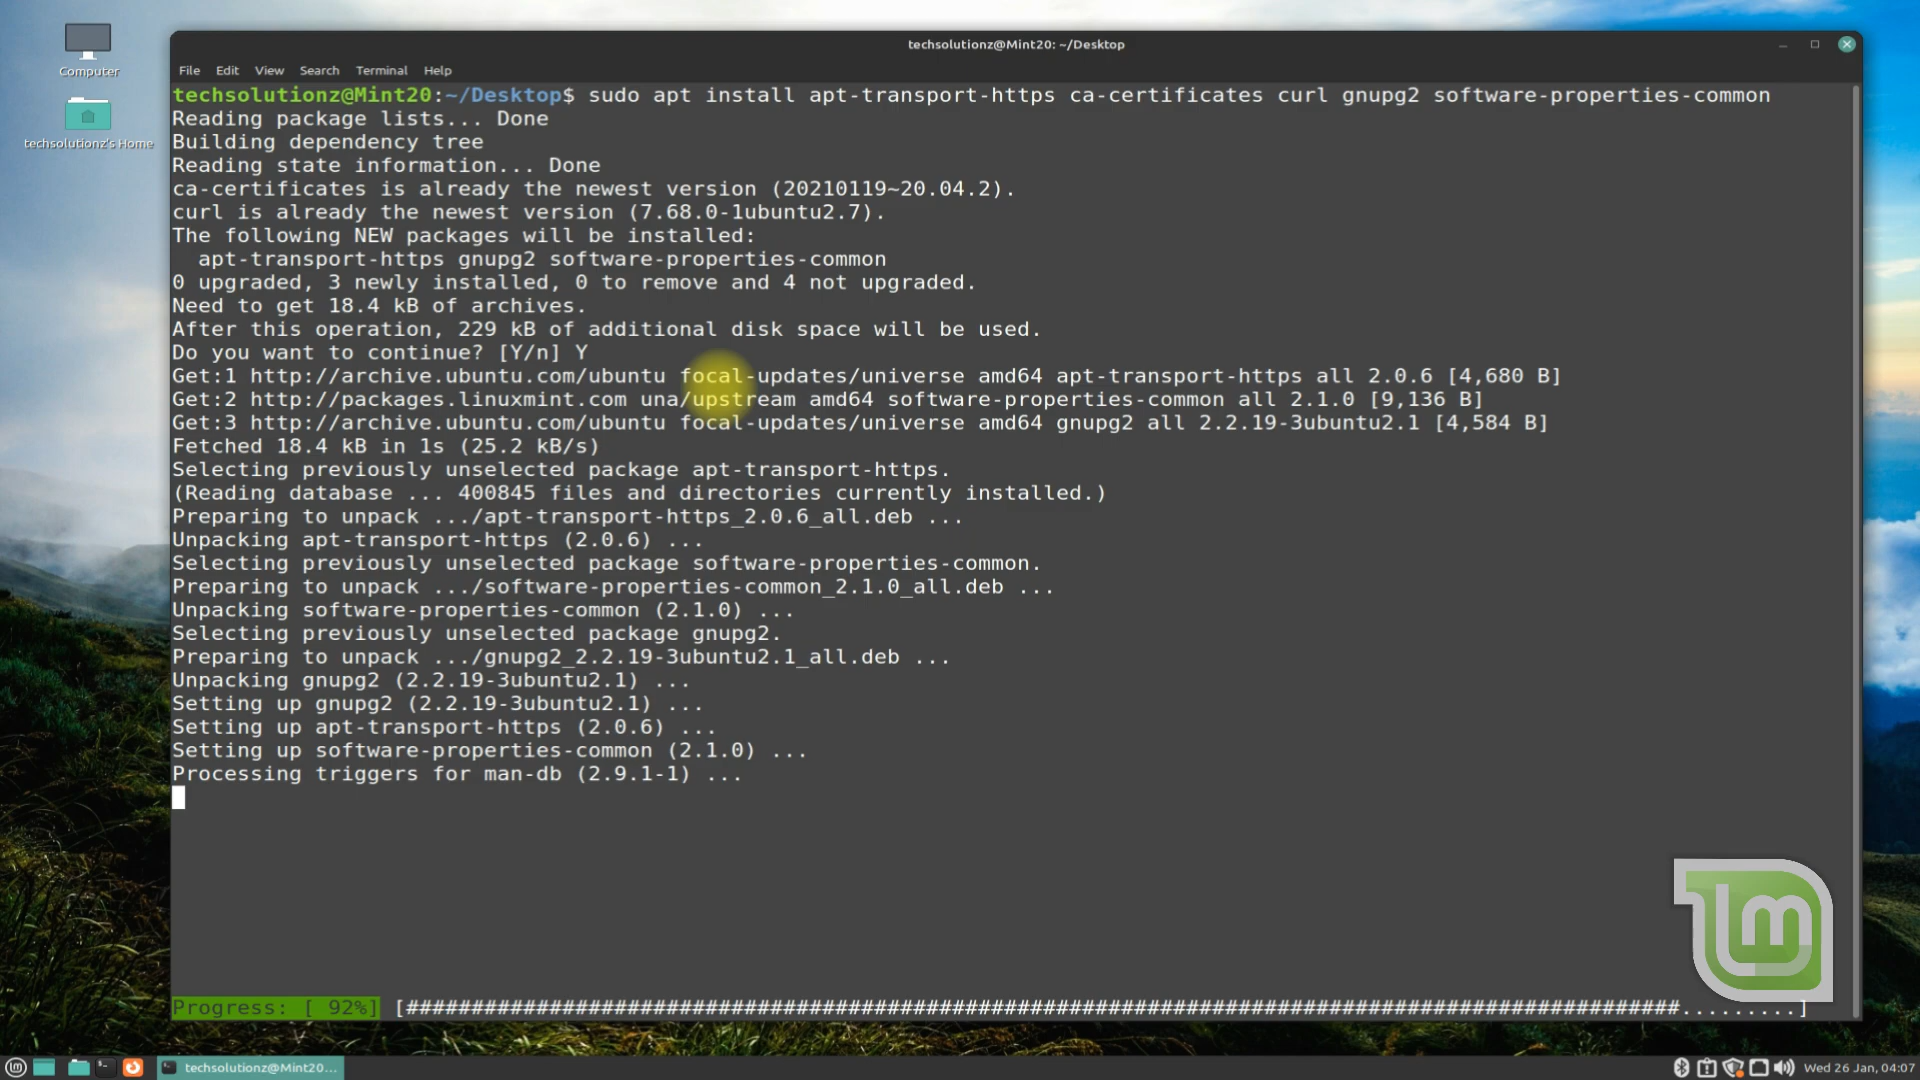 techsolutionz@Mint20: ~/Desktop
Computer
techsolutionz's Home
File Edit View Search Terminal Help
techsolutionz@Mint20:~/Desktop$ sudo apt install apt-transport-https ca-certificates curl gnupg2 software-properties-common
Reading package lists... Done
Building dependency tree
Reading state information... Done
ca-certificates is already the newest version (20210119~20.04.2).
curl is already the newest version (7.68.0-1ubuntu2.7).
The following NEW packages will be installed:
  apt-transport-https gnupg2 software-properties-common
0 upgraded, 3 newly installed, 0 to remove and 4 not upgraded.
Need to get 18.4 kB of archives.
After this operation, 229 kB of additional disk space will be used.
Do you want to continue? [Y/n] Y
Get:1 http://archive.ubuntu.com/ubuntu focal-updates/universe amd64 apt-transport-https all 2.0.6 [4,680 B]
Get:2 http://packages.linuxmint.com una/upstream amd64 software-properties-common all 2.1.0 [9,136 B]
Get:3 http://archive.ubuntu.com/ubuntu focal-updates/universe amd64 gnupg2 all 2.2.19-3ubuntu2.1 [4,584 B]
Fetched 18.4 kB in 1s (25.2 kB/s)
Selecting previously unselected package apt-transport-https.
(Reading database ... 400845 files and directories currently installed.)
Preparing to unpack .../apt-transport-https_2.0.6_all.deb ...
Unpacking apt-transport-https (2.0.6) ...
Selecting previously unselected package software-properties-common.
Preparing to unpack .../software-properties-common_2.1.0_all.deb ...
Unpacking software-properties-common (2.1.0) ...
Selecting previously unselected package gnupg2.
Preparing to unpack .../gnupg2_2.2.19-3ubuntu2.1_all.deb ...
Unpacking gnupg2 (2.2.19-3ubuntu2.1) ...
Setting up gnupg2 (2.2.19-3ubuntu2.1) ...
Setting up apt-transport-https (2.0.6) ...
Setting up software-properties-common (2.1.0) ...
Processing triggers for man-db (2.9.1-1) ...
lm
Progress: [ 92%] [##################################################################################################.........]
techsolutionz@Mint20... Wed 26 Jan, 04:07